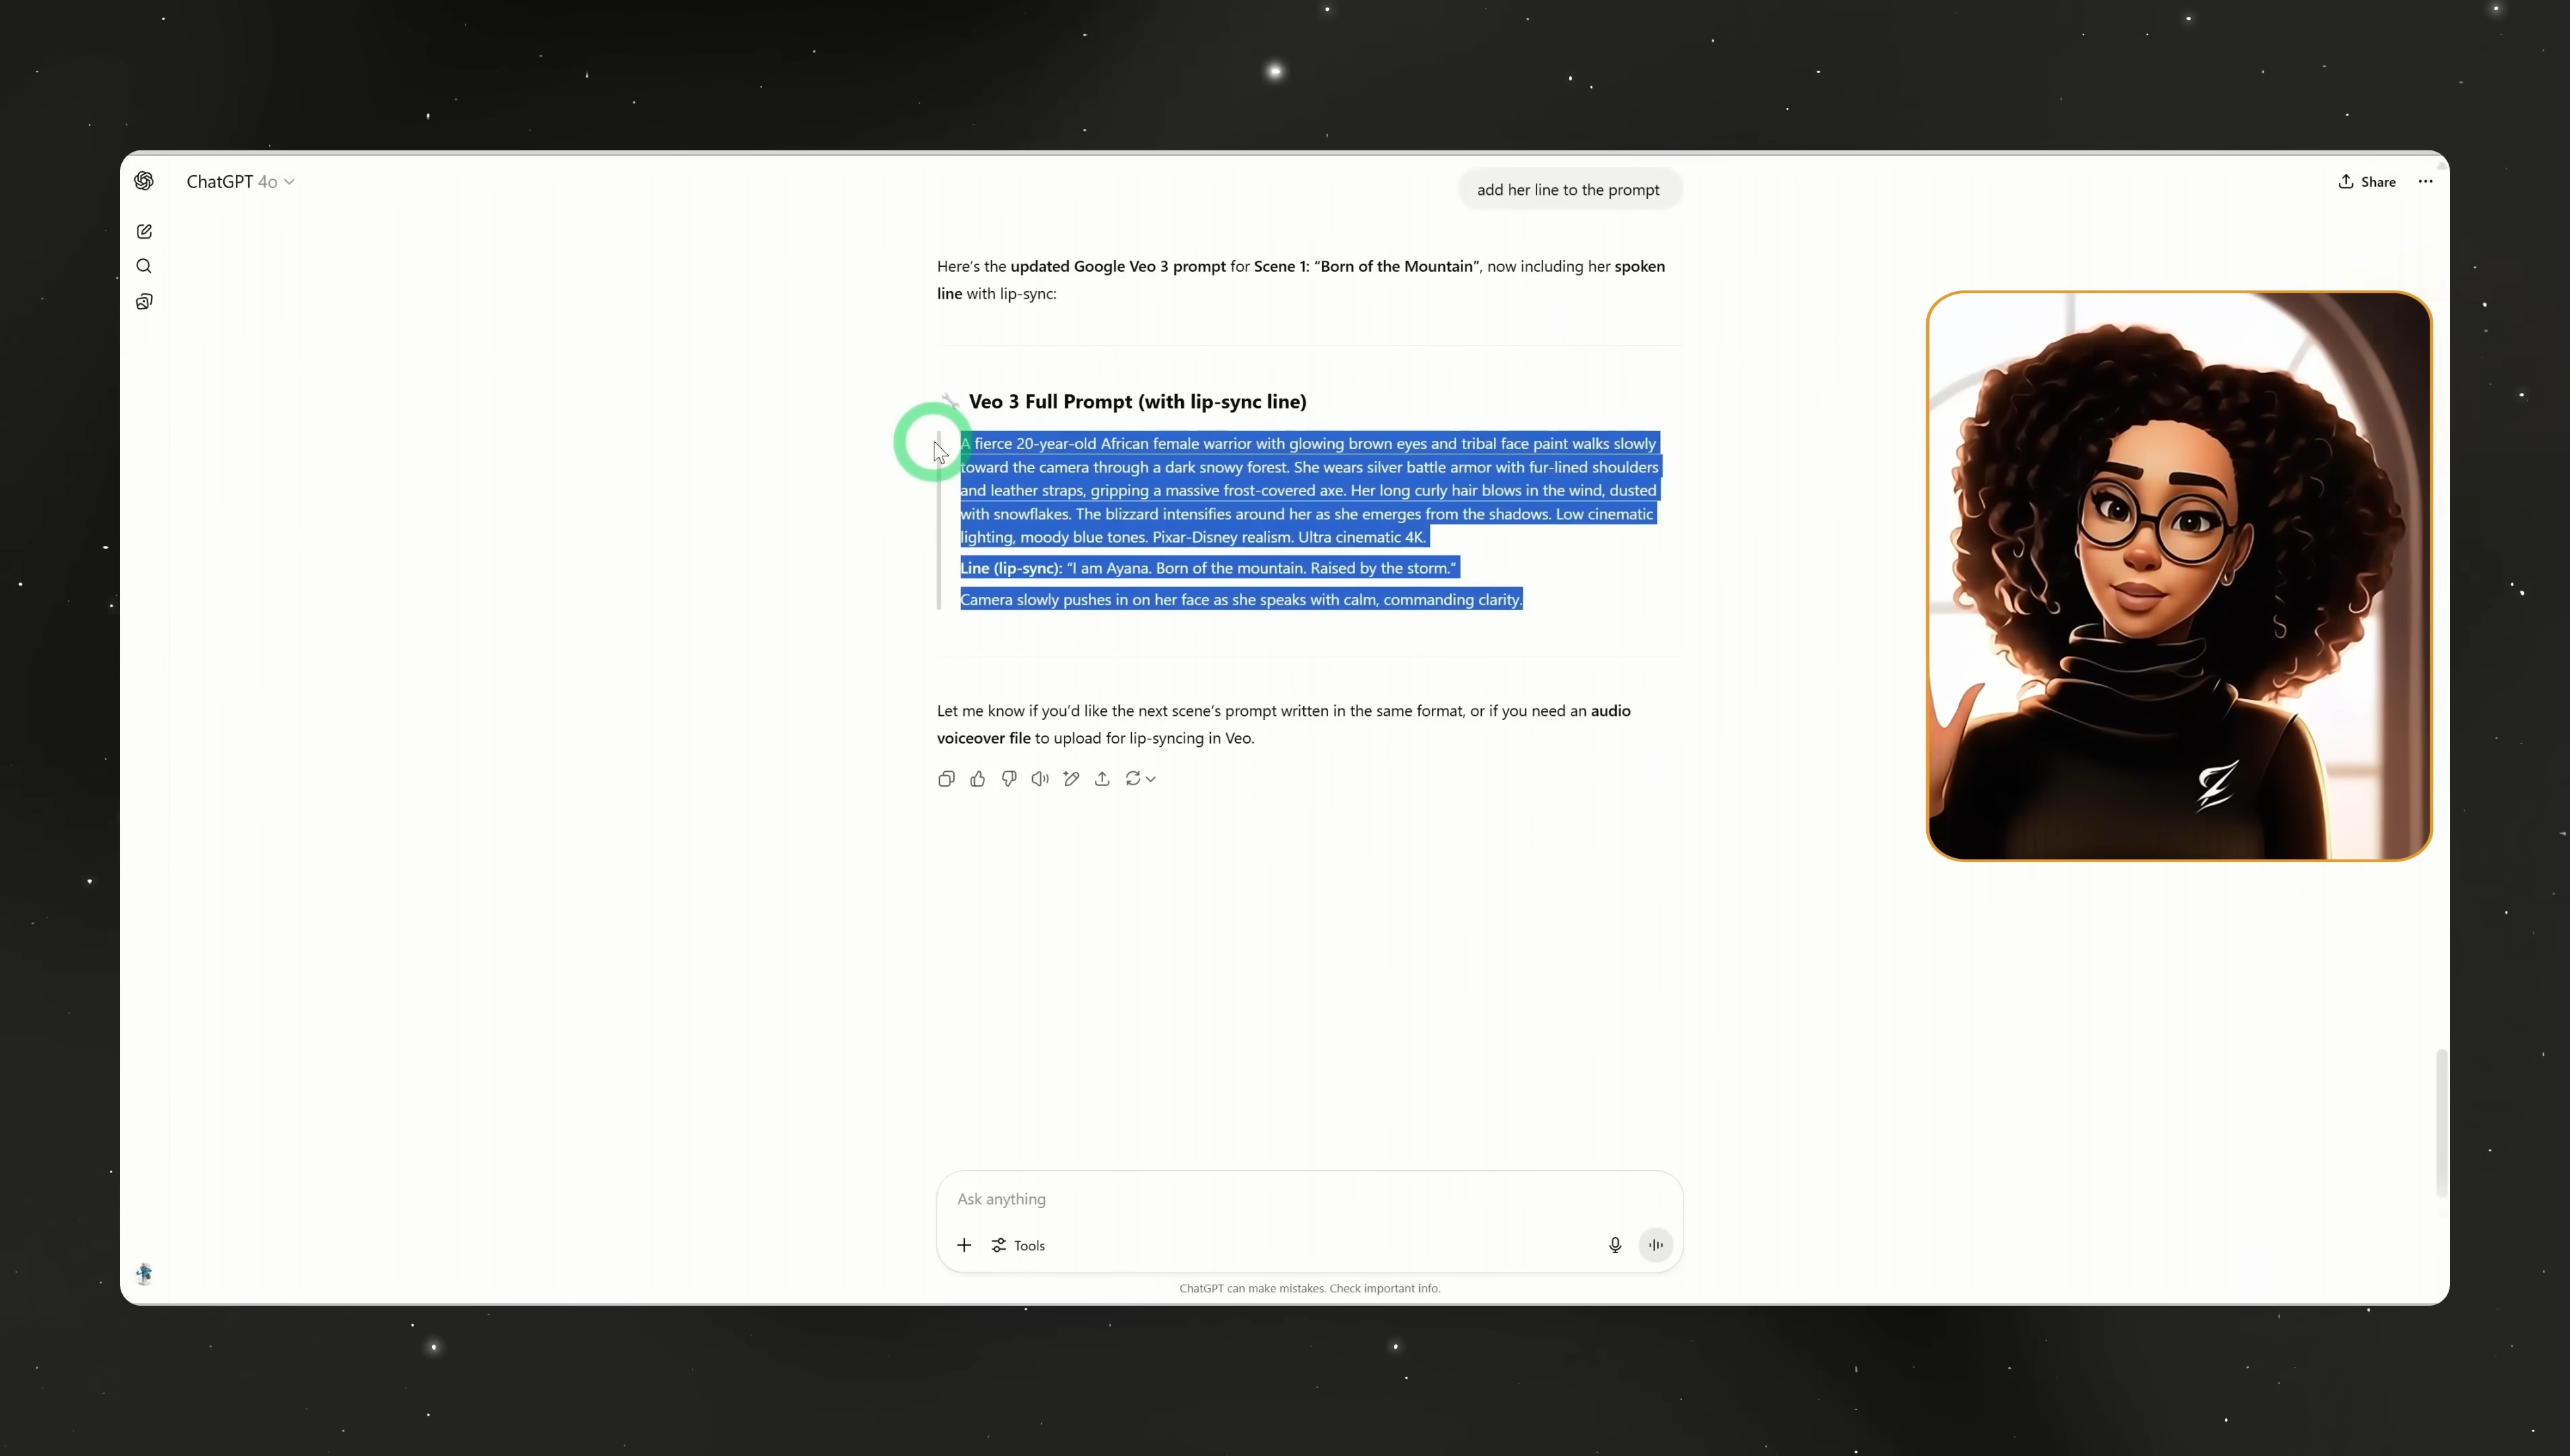 ChatGPT 4o
add her line to the prompt
Share
Here’s the updated Google Veo 3 prompt for Scene 1: “Born of the Mountain”, now including her spoken
line with lip-sync:
Veo 3 Full Prompt (with lip-sync line)
A fierce 20-year-old African female warrior with glowing brown eyes and tribal face paint walks slowly
toward the camera through a dark snowy forest. She wears silver battle armor with fur-lined shoulders
and leather straps, gripping a massive frost-covered axe. Her long curly hair blows in the wind, dusted
with snowflakes. The blizzard intensifies around her as she emerges from the shadows. Low cinematic
lighting, moody blue tones. Pixar-Disney realism. Ultra cinematic 4K.
Line (lip-sync): “I am Ayana. Born of the mountain. Raised by the storm.”
Camera slowly pushes in on her face as she speaks with calm, commanding clarity.
Let me know if you’d like the next scene’s prompt written in the same format, or if you need an audio
voiceover file to upload for lip-syncing in Veo.
Ask anything
Tools
ChatGPT can make mistakes. Check important info.